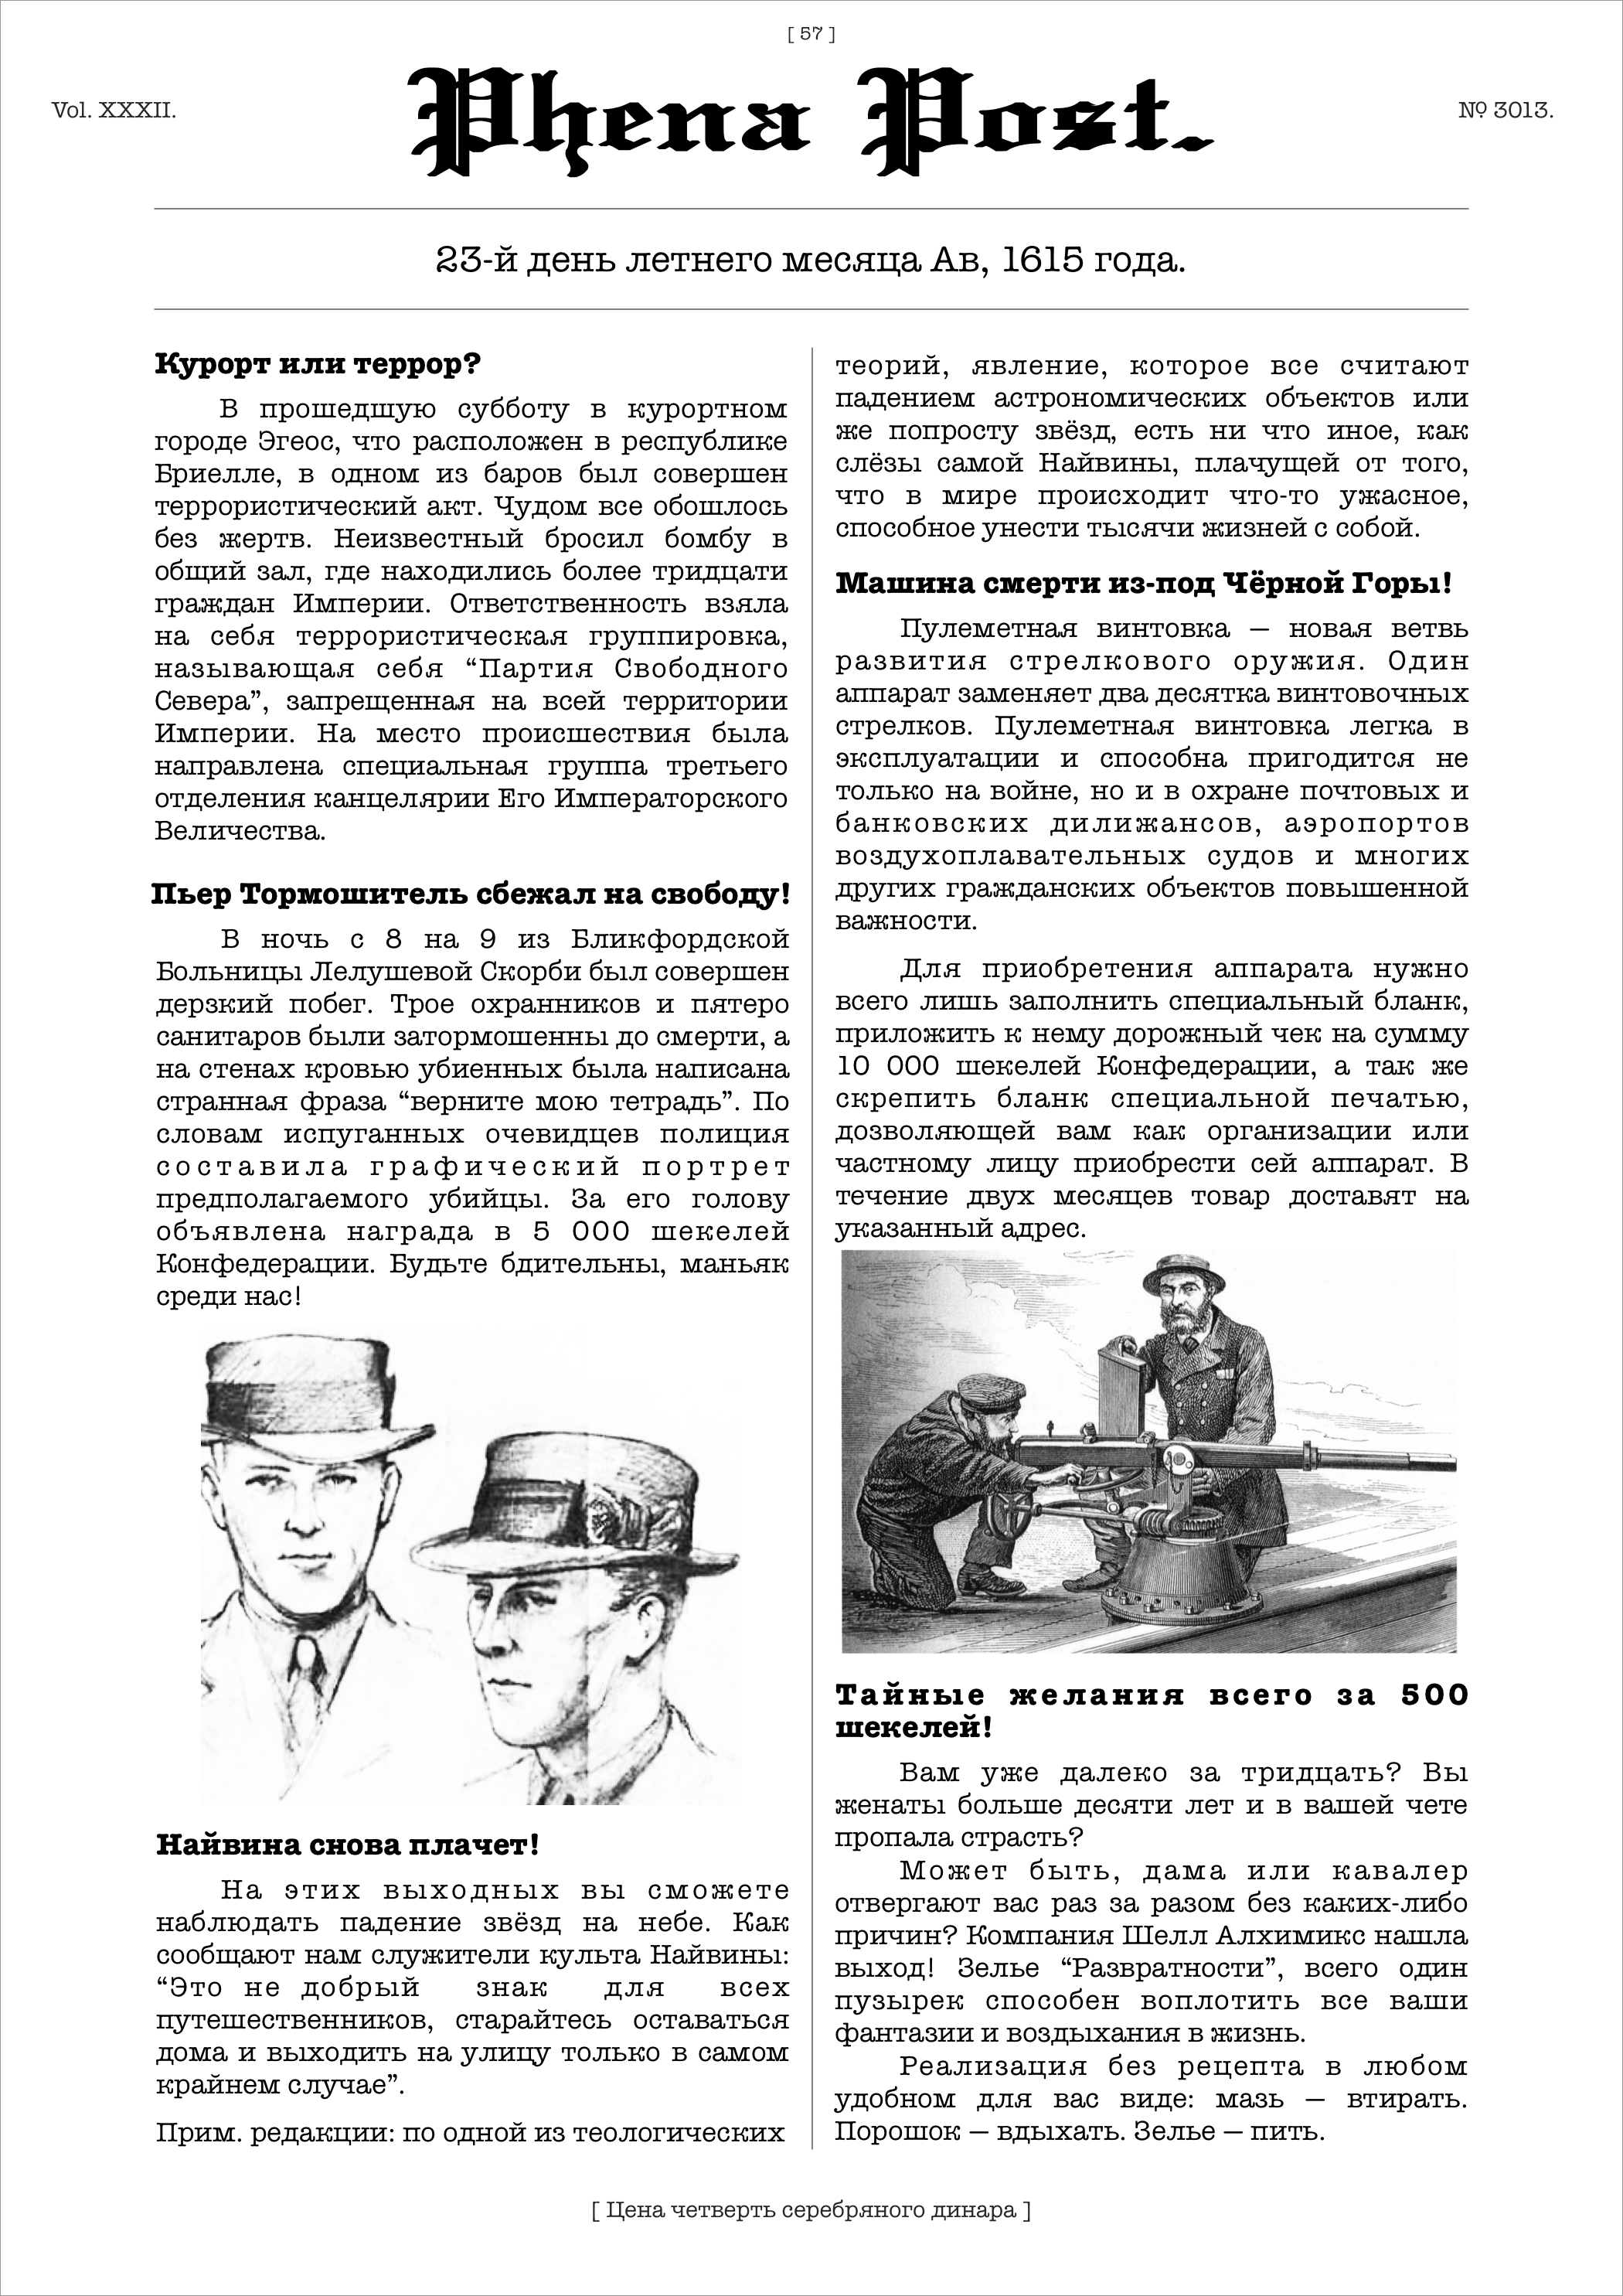 [ 57 ]
Vol. XXXII.
Phena Post.
№ 3013.
23-й день летнего месяца Ав, 1615 года.
Курорт или террор?
В прошедшую субботу в курортном
городе Эгеос, что расположен в республике
Бриелле, в одном из баров был совершен
террористический акт. Чудом все обошлось
без жертв. Неизвестный бросил бомбу в
общий зал, где находились более тридцати
граждан Империи. Ответственность взяла
на себя террористическая группировка,
называющая себя “Партия Свободного
Севера”, запрещенная на всей территории
Империи. На место происшествия была
направлена специальная группа третьего
отделения канцелярии Его Императорского
Величества.
Пьер Тормошитель сбежал на свободу!
В ночь с 8 на 9 из Бликфордской
Больницы Лелушевой Скорби был совершен
дерзкий побег. Трое охранников и пятеро
санитаров были затормошенны до смерти, а
на стенах кровью убиенных была написана
странная фраза “верните мою тетрадь”. По
словам испуганных очевидцев полиция
составила графический портрет
предполагаемого убийцы. За его голову
объявлена награда в 5 000 шекелей
Конфедерации. Будьте бдительны, маньяк
среди нас!
Найвина снова плачет!
На этих выходных вы сможете
наблюдать падение звёзд на небе. Как
сообщают нам служители культа Найвины:
“Это не добрый знак для всех
путешественников, старайтесь оставаться
дома и выходить на улицу только в самом
крайнем случае”.
Прим. редакции: по одной из теологических
теорий, явление, которое все считают
падением астрономических объектов или
же попросту звёзд, есть ни что иное, как
слёзы самой Найвины, плачущей от того,
что в мире происходит что-то ужасное,
способное унести тысячи жизней с собой.
Машина смерти из-под Чёрной Горы!
Пулеметная винтовка — новая ветвь
развития стрелкового оружия. Один
аппарат заменяет два десятка винтовочных
стрелков. Пулеметная винтовка легка в
эксплуатации и способна пригодится не
только на войне, но и в охране почтовых и
банковских дилижансов, аэропортов
воздухоплавательных судов и многих
других гражданских объектов повышенной
важности.
Для приобретения аппарата нужно
всего лишь заполнить специальный бланк,
приложить к нему дорожный чек на сумму
10 000 шекелей Конфедерации, а так же
скрепить бланк специальной печатью,
дозволяющей вам как организации или
частному лицу приобрести сей аппарат. В
течение двух месяцев товар доставят на
указанный адрес.
Тайные желания всего за 500
шекелей!
Вам уже далеко за тридцать? Вы
женаты больше десяти лет и в вашей чете
пропала страсть?
Может быть, дама или кавалер
отвергают вас раз за разом без каких-либо
причин? Компания Шелл Алхимикс нашла
выход! Зелье “Развратности”, всего один
пузырек способен воплотить все ваши
фантазии и воздыхания в жизнь.
Реализация без рецепта в любом
удобном для вас виде: мазь — втирать.
Порошок — вдыхать. Зелье — пить.
[ Цена четверть серебряного динара ]